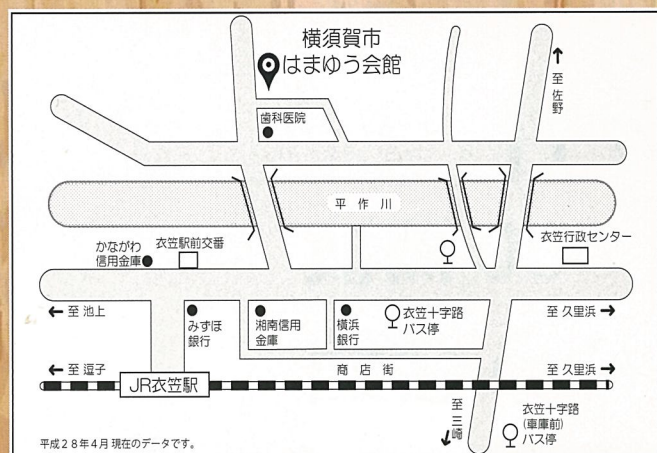 横須賀市
はまゆう会館
至 佐野
歯科医院
平作川
かながわ
信用金庫
衣笠駅前交番
衣笠行政センター
← 至 池上
みずほ
銀行
湘南信用
金庫
横浜
銀行
衣笠十字路
バス停
至 久里浜 →
← 至 逗子
商店街
至 久里浜 →
JR衣笠駅
至 三崎
衣笠十字路
(車庫前)
バス停
平成28年4月現在のデータです。